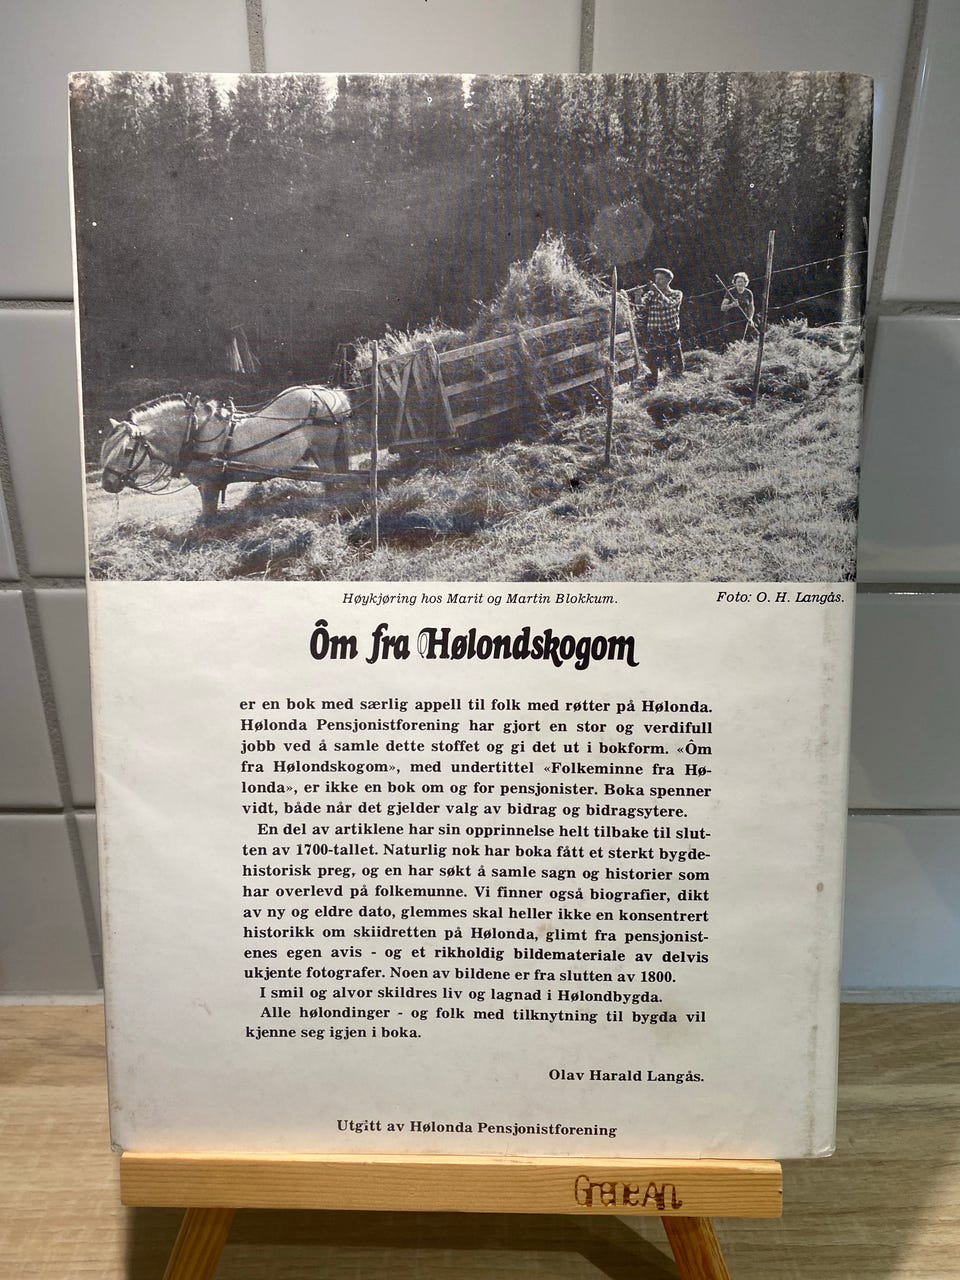 Høykjøring hos Marit og Martin Blokkum.
Foto: O. H. Langås.
Ôm fra Hølondskogom
er en bok med særlig appell til folk med røtter på Hølonda.
Hølonda Pensjonistforening har gjort en stor og verdifull
jobb ved å samle dette stoffet og gi det ut i bokform. «Ôm
fra Hølondskogom», med undertittel «Folkeminne fra Hø-
londa», er ikke en bok om og for pensjonister. Boka spenner
vidt, både når det gjelder valg av bidrag og bidragsytere.
En del av artiklene har sin opprinnelse helt tilbake til slut-
ten av 1700-tallet. Naturlig nok har boka fått et sterkt bygde-
historisk preg, og en har søkt å samle sagn og historier som
har overlevd på folkemunne. Vi finner også biografier, dikt
av ny og eldre dato, glemmes skal heller ikke en konsentrert
historikk om skiidretten på Hølonda, glimt fra pensjonist-
enes egen avis - og et rikholdig bildemateriale av delvis
ukjente fotografer. Noen av bildene er fra slutten av 1800.
I smil og alvor skildres liv og lagnad i Hølondbygda.
Alle hølondinger - og folk med tilknytning til bygda vil
kjenne seg igjen i boka.
Olav Harald Langås.
Utgitt av Hølonda Pensjonistforening